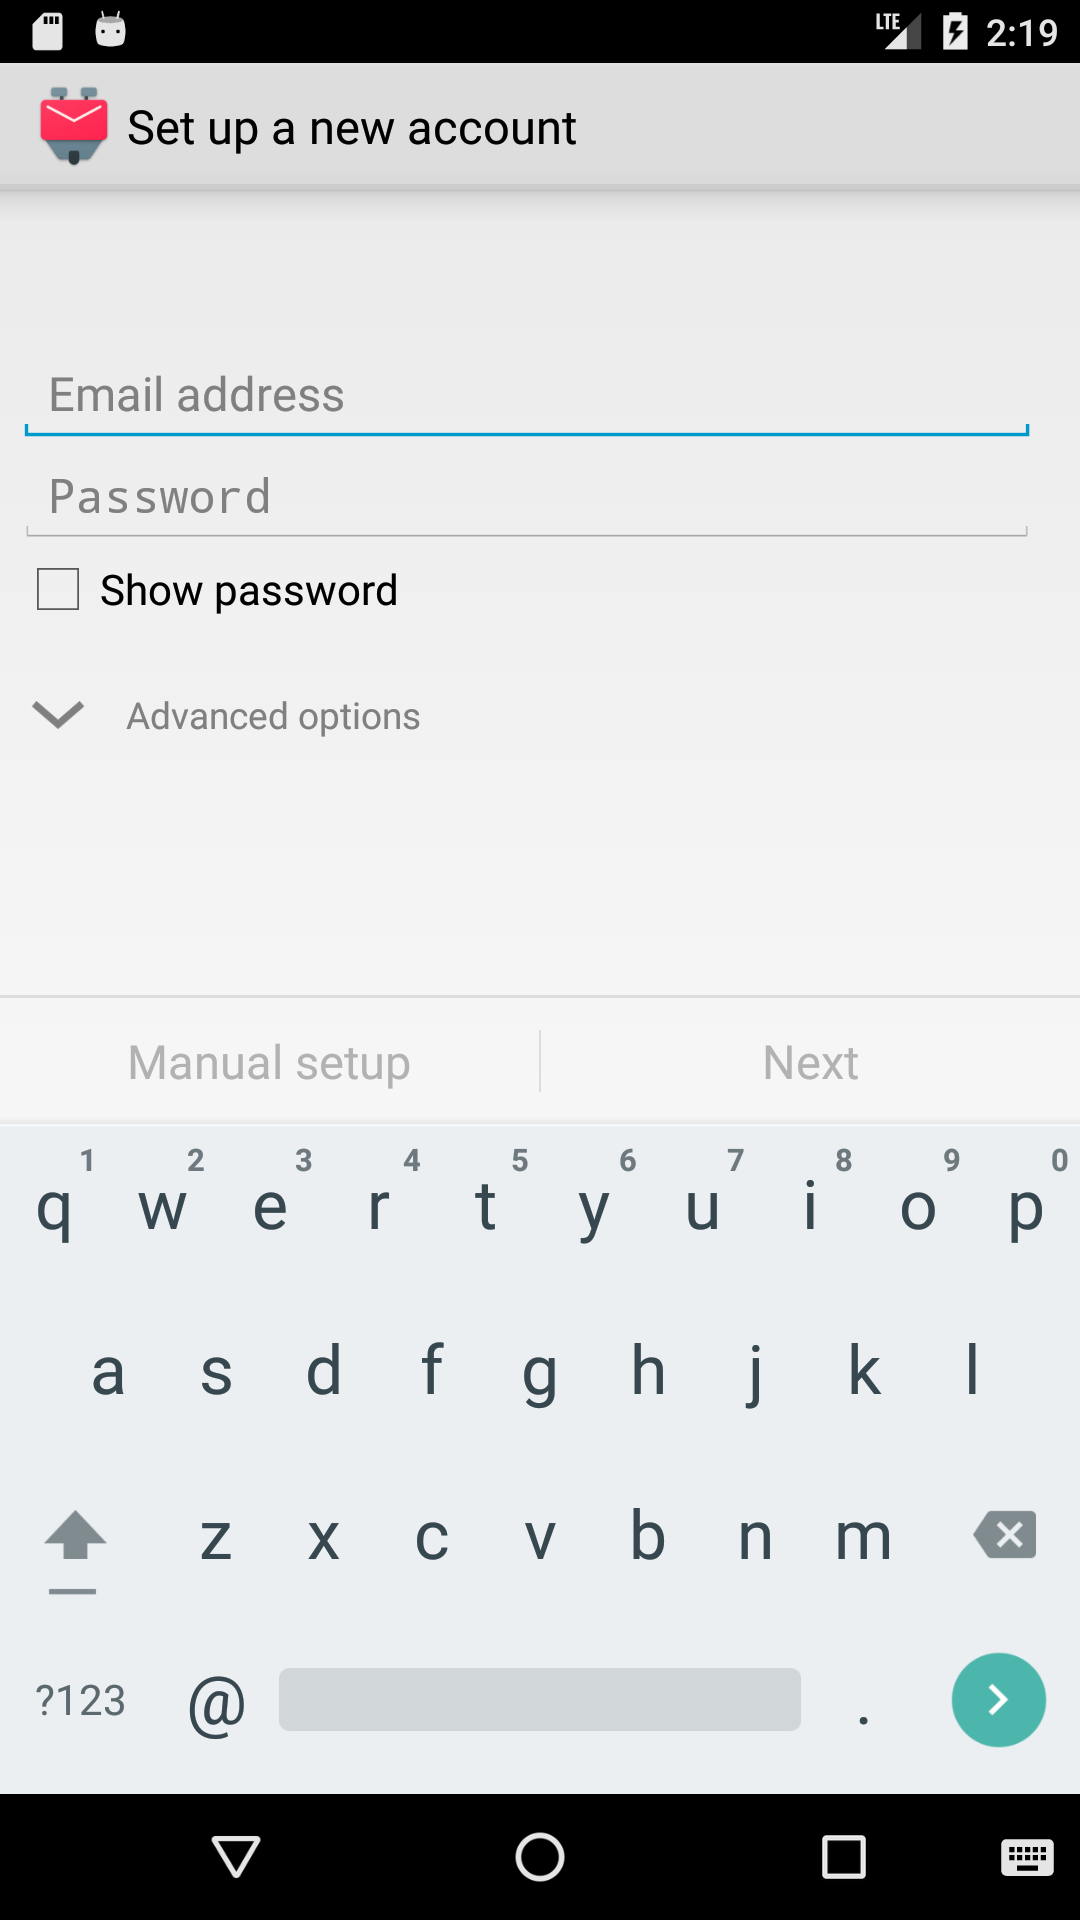 LTE 2:19
Set up a new account
Email address
Password
Show password
Advanced options
Manual setup Next
1 2 3 4 5 6 7 8 9 0
q w e r t y u i o p
a s d f g h j k l
z x c v b n m
?123 @ .